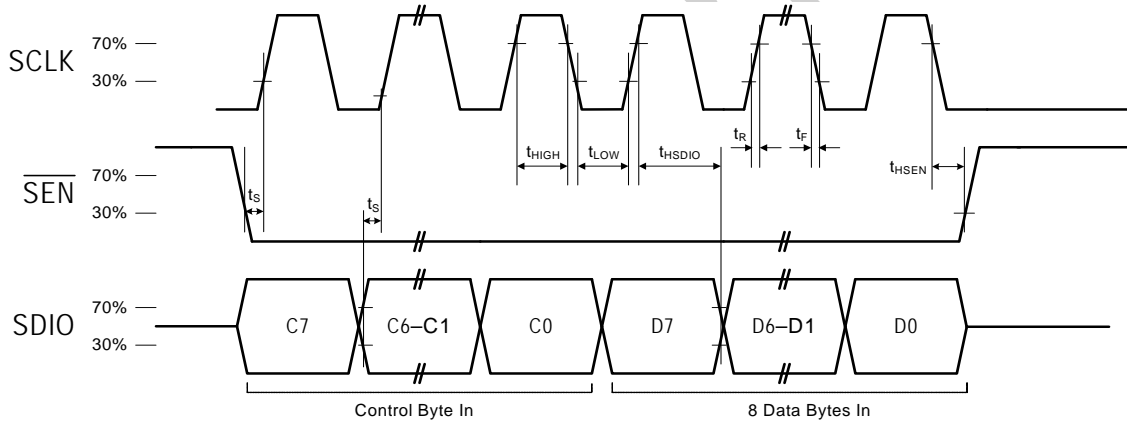 SCLK
70%
30%
tHIGH
tLOW
tHSDIO
tR
tF
tHSEN
SEN
70%
30%
tS
tS
SDIO
70%
30%
C7
C6–C1
C0
D7
D6–D1
D0
Control Byte In
8 Data Bytes In